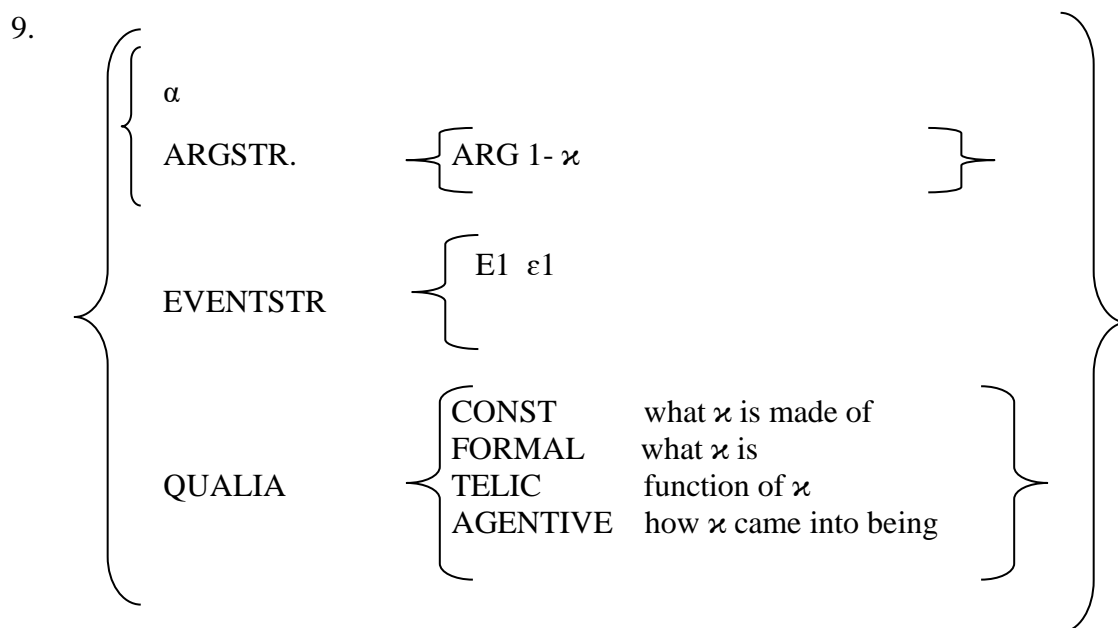 9.
α
ARGSTR. ARG 1- ϰ
E1 ε1
EVENTSTR
CONST what ϰ is made of
FORMAL what ϰ is
QUALIA TELIC function of ϰ
AGENTIVE how ϰ came into being